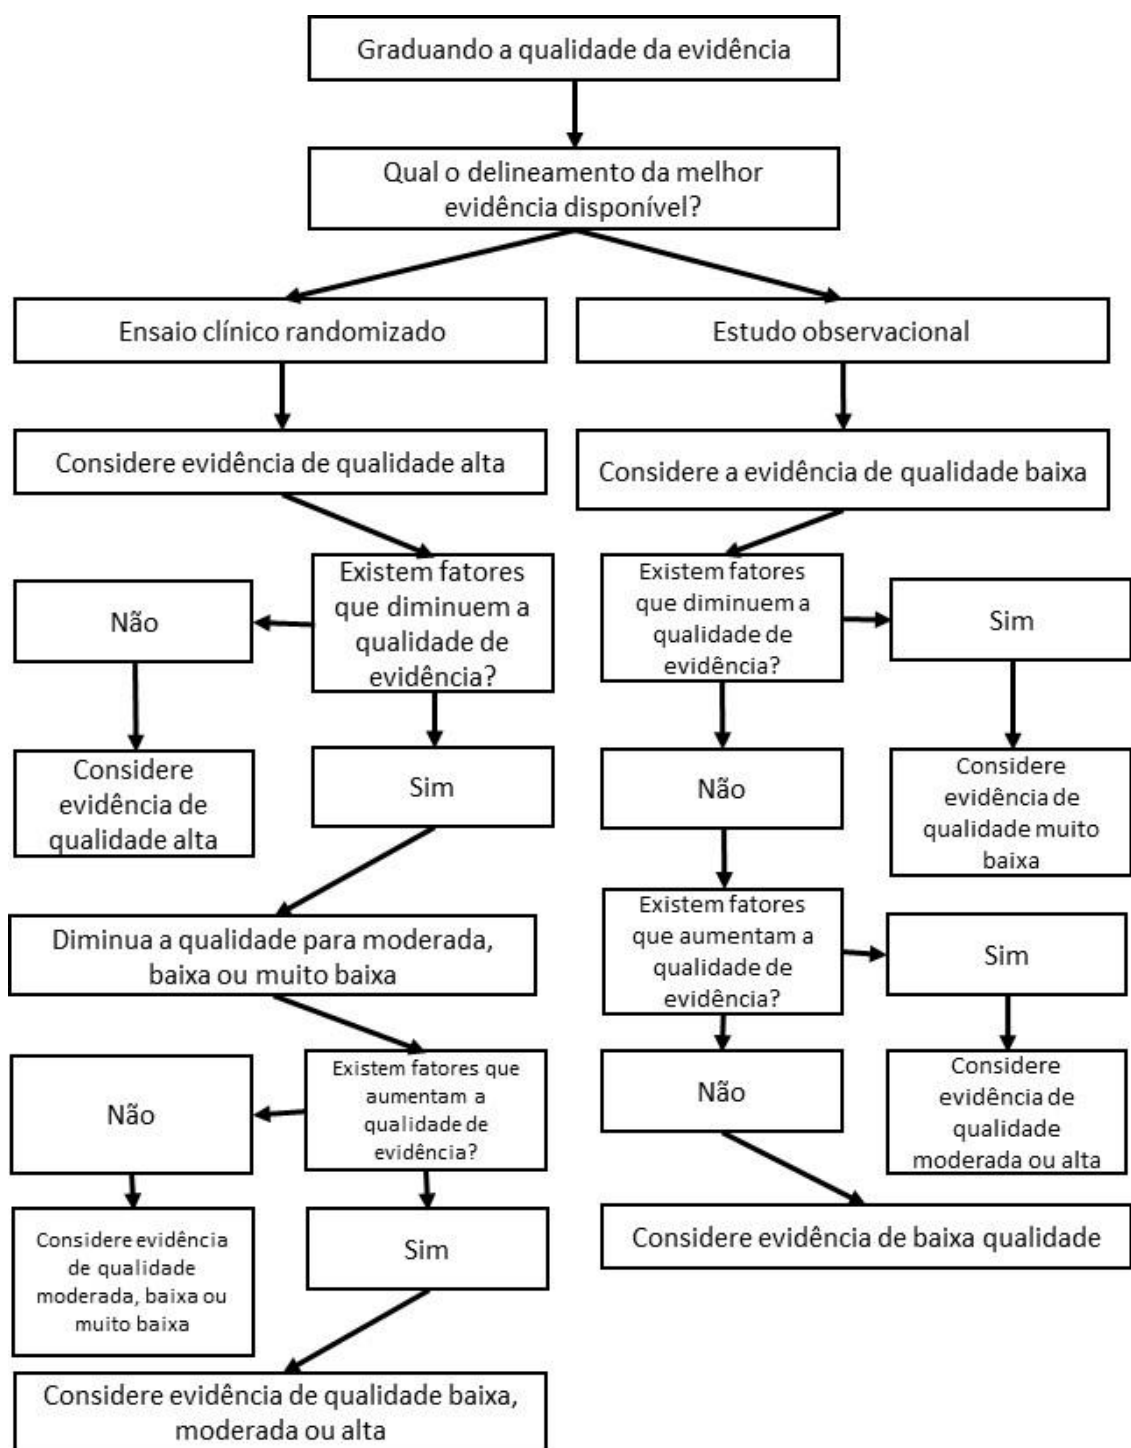 Graduando a qualidade da evidência
Qual o delineamento da melhor
evidência disponível?
Ensaio clínico randomizado
Estudo observacional
Considere evidência de qualidade alta
Considere a evidência de qualidade baixa
Não
Existem fatores
que diminuem a
qualidade de
evidência?
Existem fatores
que diminuem a
qualidade de
evidência?
Sim
Considere
evidência de
qualidade alta
Sim
Não
Considere
evidência de
qualidade muito
baixa
Diminua a qualidade para moderada,
baixa ou muito baixa
Existem fatores
que aumentam a
qualidade de
evidência?
Sim
Não
Existem fatores que
aumentam a
qualidade de
evidência?
Não
Considere
evidência de
qualidade
moderada ou alta
Considere evidência
de qualidade
moderada, baixa ou
muito baixa
Sim
Considere evidência de baixa qualidade
Considere evidência de qualidade baixa,
moderada ou alta